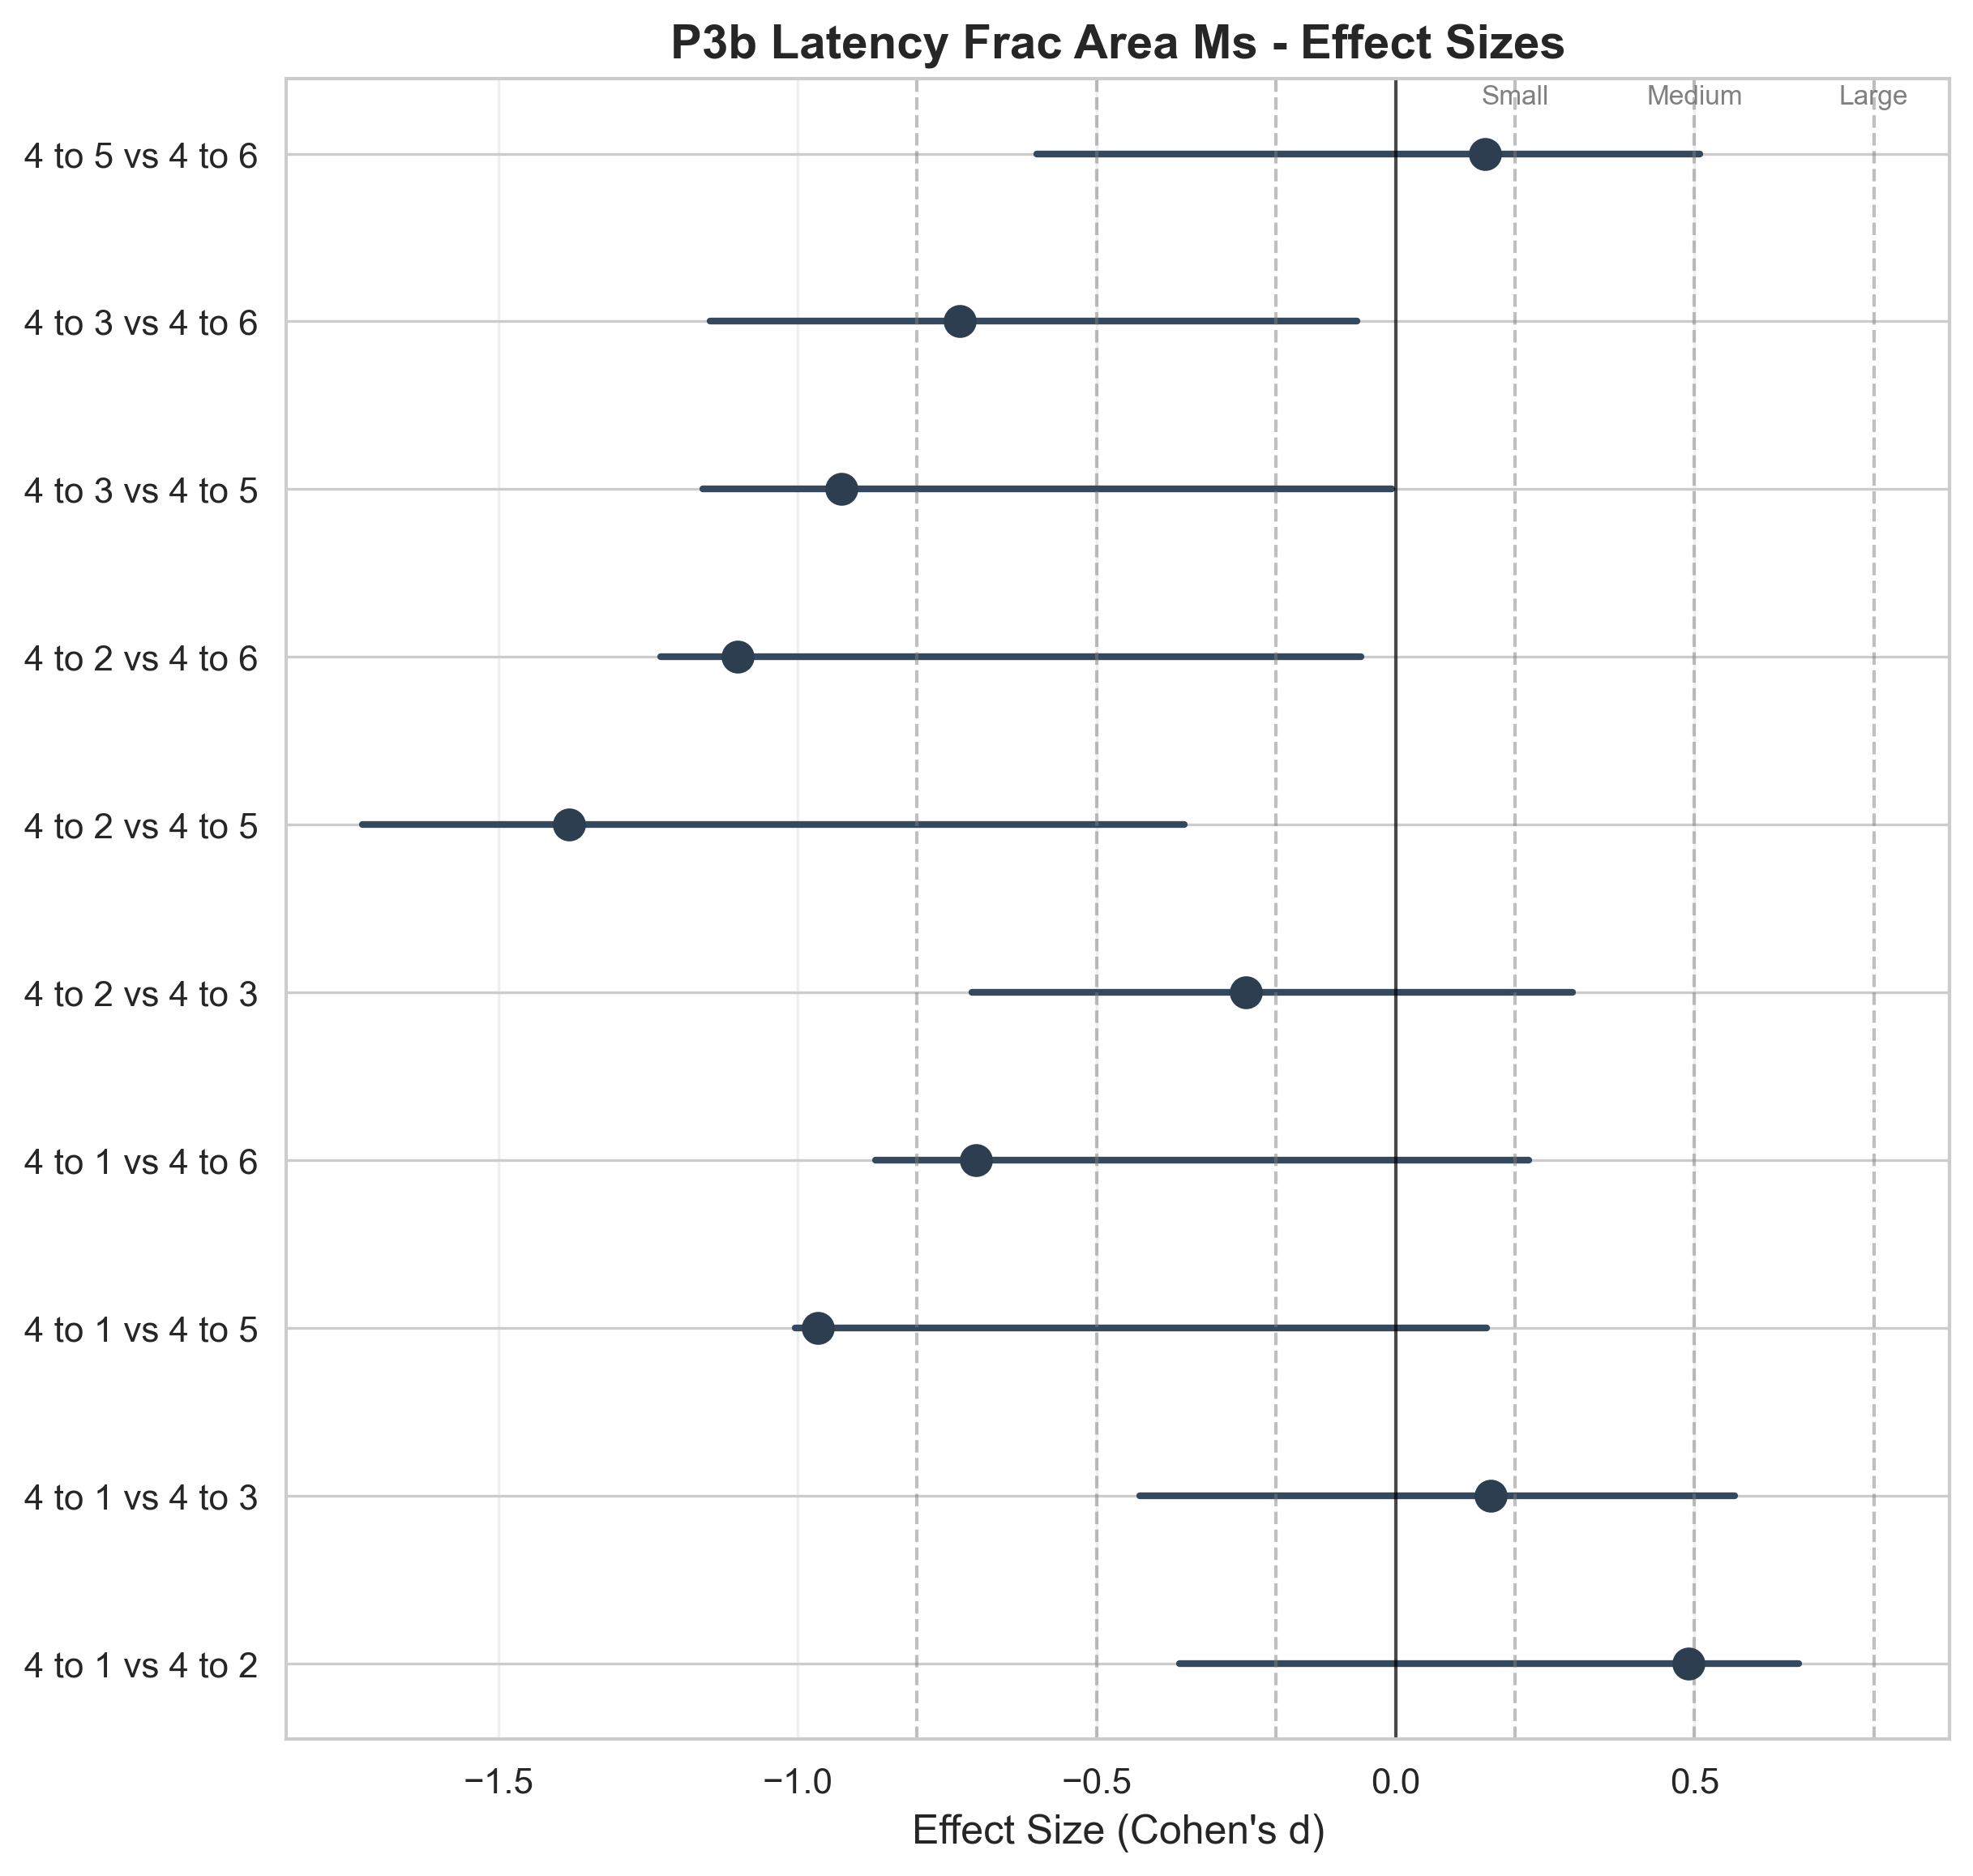 P3b Latency Frac Area Ms - Effect Sizes
Small Medium Large
4 to 5 vs 4 to 6
4 to 3 vs 4 to 6
4 to 3 vs 4 to 5
4 to 2 vs 4 to 6
4 to 2 vs 4 to 5
4 to 2 vs 4 to 3
4 to 1 vs 4 to 6
4 to 1 vs 4 to 5
4 to 1 vs 4 to 3
4 to 1 vs 4 to 2
−1.5 −1.0 −0.5 0.0 0.5
Effect Size (Cohen's d)